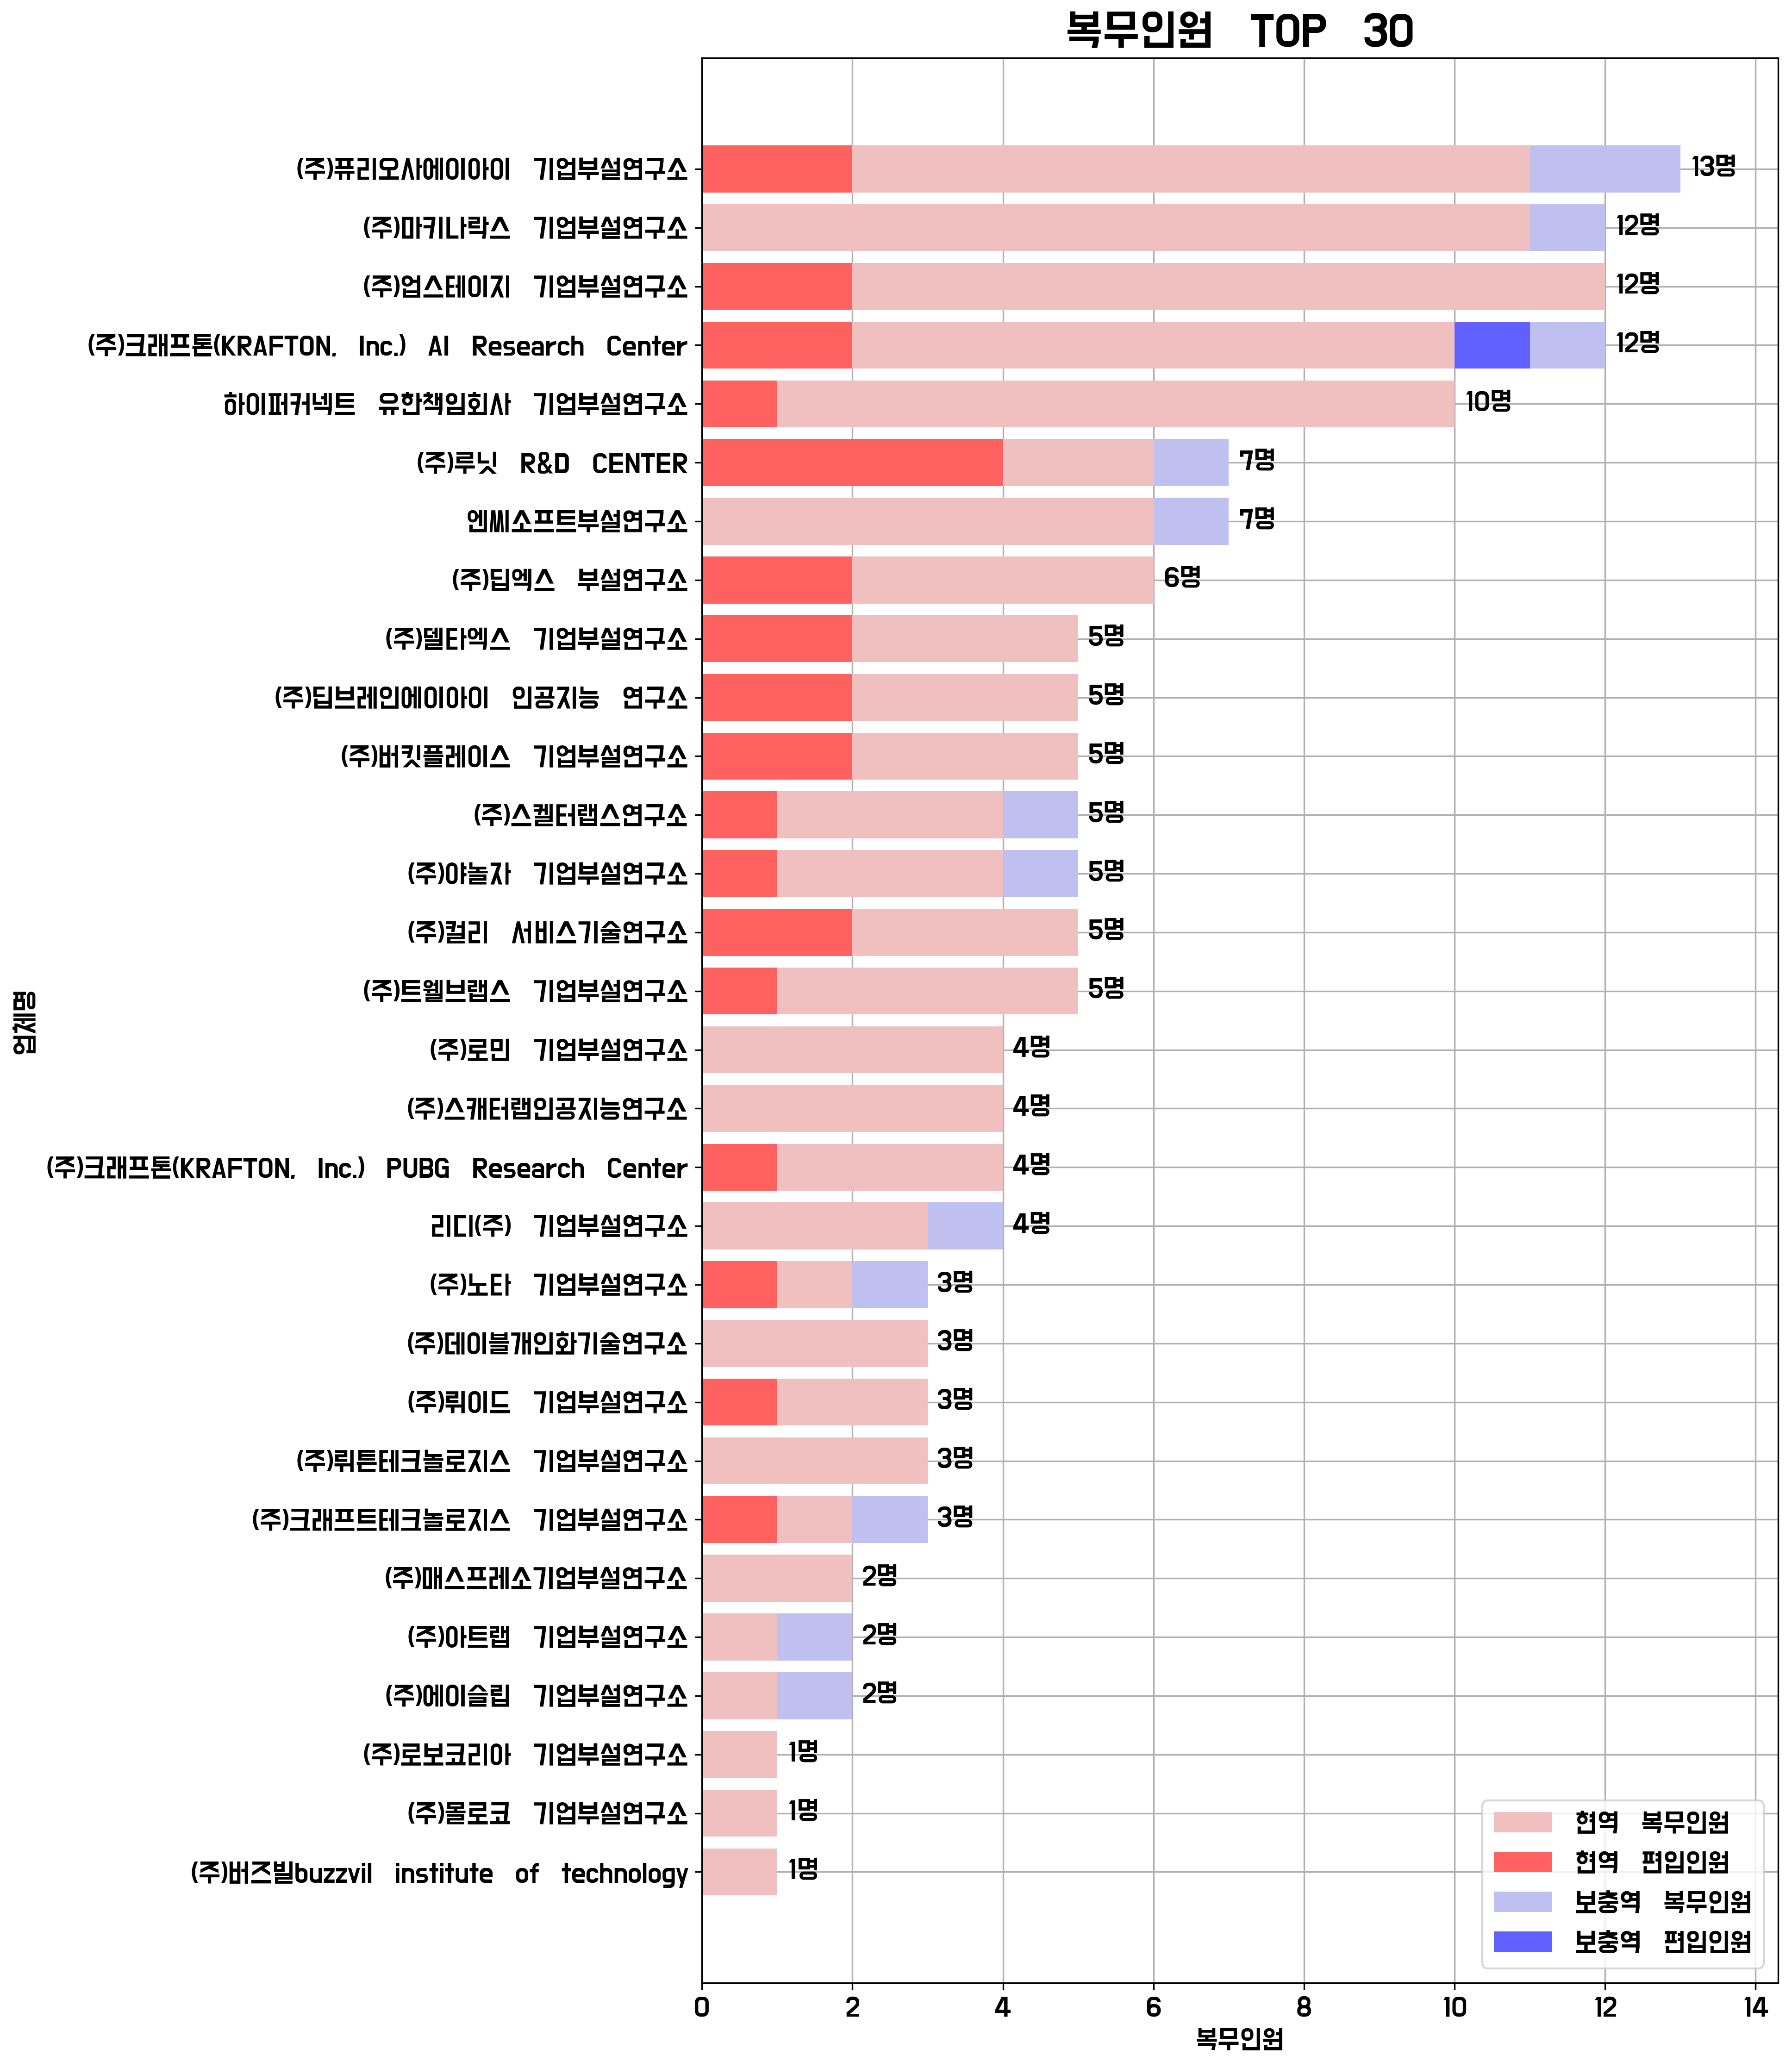 복무인원 TOP 30
(주)퓨리오사에이아이 기업부설연구소
13명
(주)마키나락스 기업부설연구소
12명
(주)업스테이지 기업부설연구소
12명
(주)크래프톤(KRAFTON, Inc.) AI Research Center
12명
하이퍼커넥트 유한책임회사 기업부설연구소
10명
(주)루닛 R&D CENTER
7명
엔씨소프트부설연구소
7명
(주)딥엑스 부설연구소
6명
(주)델타엑스 기업부설연구소
5명
(주)딥브레인에이아이 인공지능 연구소
5명
(주)버킷플레이스 기업부설연구소
5명
(주)스켈터랩스연구소
5명
(주)야놀자 기업부설연구소
5명
(주)컬리 서비스기술연구소
5명
(주)트웰브랩스 기업부설연구소
5명
(주)로민 기업부설연구소
4명
(주)스캐터랩인공지능연구소
4명
(주)크래프톤(KRAFTON, Inc.) PUBG Research Center
4명
리디(주) 기업부설연구소
4명
(주)노타 기업부설연구소
3명
(주)데이블개인화기술연구소
3명
(주)뤼이드 기업부설연구소
3명
(주)뤼튼테크놀로지스 기업부설연구소
3명
(주)크래프트테크놀로지스 기업부설연구소
3명
(주)매스프레소기업부설연구소
2명
(주)아트랩 기업부설연구소
2명
(주)에이슬립 기업부설연구소
2명
(주)로보코리아 기업부설연구소
1명
(주)몰로코 기업부설연구소
1명
(주)버즈빌buzzvil institute of technology
1명
업체명
현역 복무인원
현역 편입인원
보충역 복무인원
보충역 편입인원
0 2 4 6 8 10 12 14
복무인원